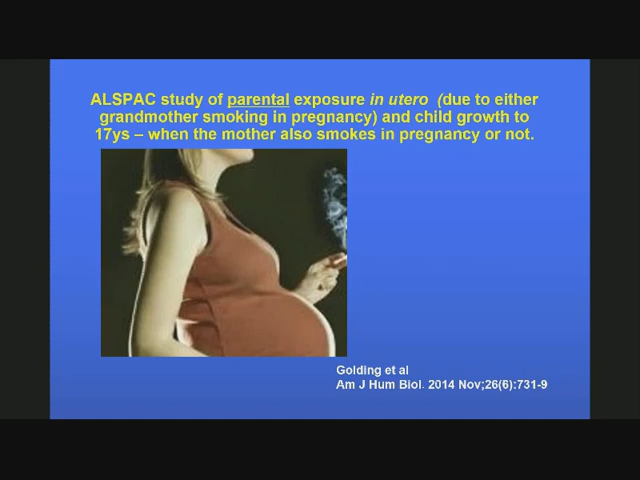 ALSPAC study of parental exposure in utero (due to either
grandmother smoking in pregnancy) and child growth to
17ys – when the mother also smokes in pregnancy or not.
Golding et al
Am J Hum Biol. 2014 Nov;26(6):731-9